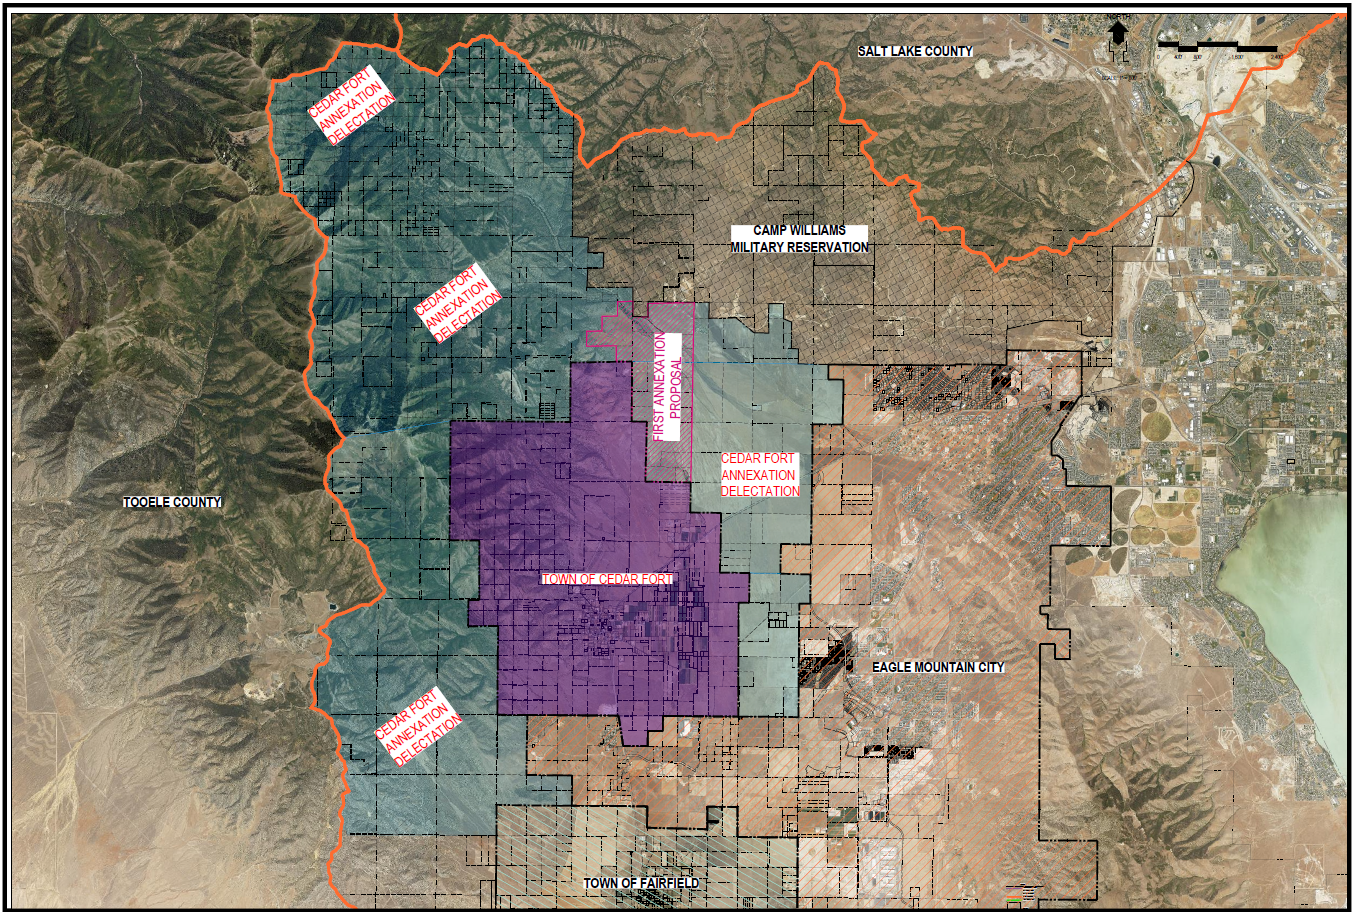 NORTH
SALT LAKE COUNTY
CEDAR FORT
ANNEXATION
DELECTATION
CAMP WILLIAMS
MILITARY RESERVATION
CEDAR FORT
ANNEXATION
DELECTATION
FIRST ANNEXATION
PROPOSAL
CEDAR FORT
ANNEXATION
DELECTATION
TOOELE COUNTY
TOWN OF CEDAR FORT
EAGLE MOUNTAIN CITY
CEDAR FORT
ANNEXATION
DELECTATION
TOWN OF FAIRFIELD